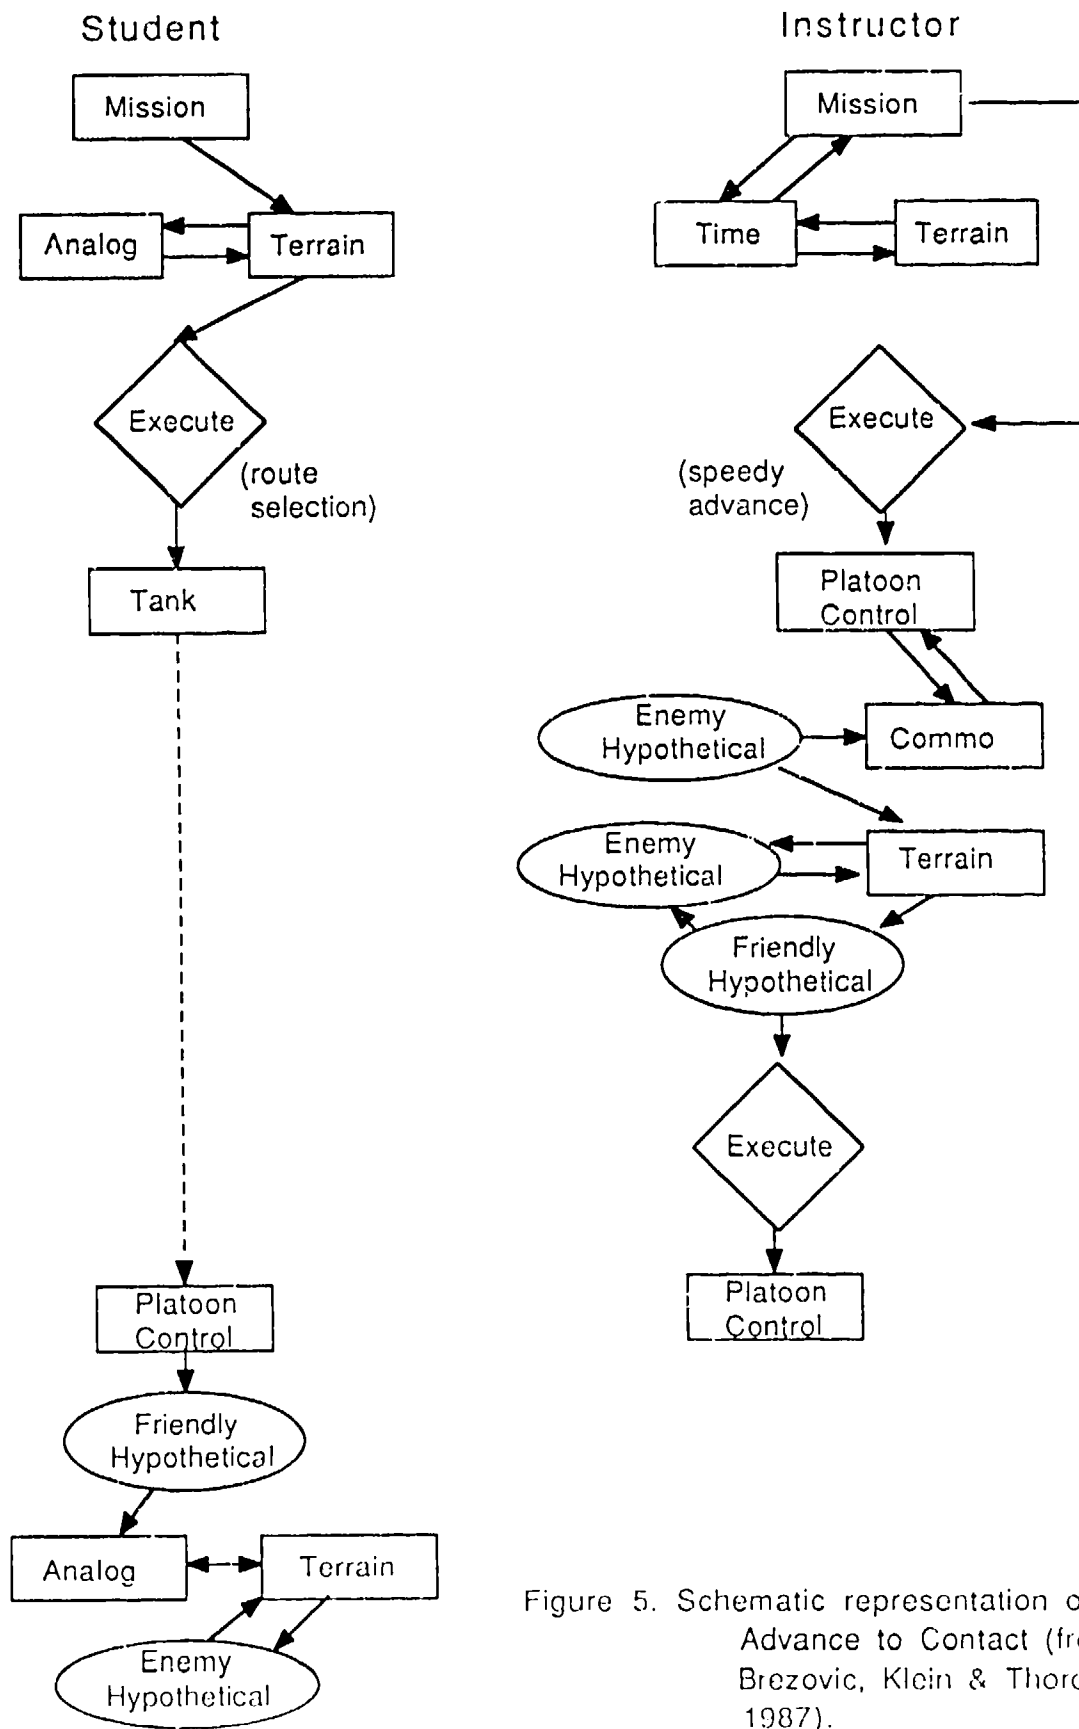 Student
Mission
Analog
Terrain
Execute
(route
selection)
Tank
Platoon
Control
Friendly
Hypothetical
Analog
Terrain
Enemy
Hypothetical
Instructor
Mission
Time
Terrain
Execute
(speedy
advance)
Platoon
Control
Enemy
Hypothetical
Commo
Enemy
Hypothetical
Terrain
Friendly
Hypothetical
Execute
Platoon
Control
Figure 5. Schematic representation
Advance to Contact
Brezovic, Klein &
1987).